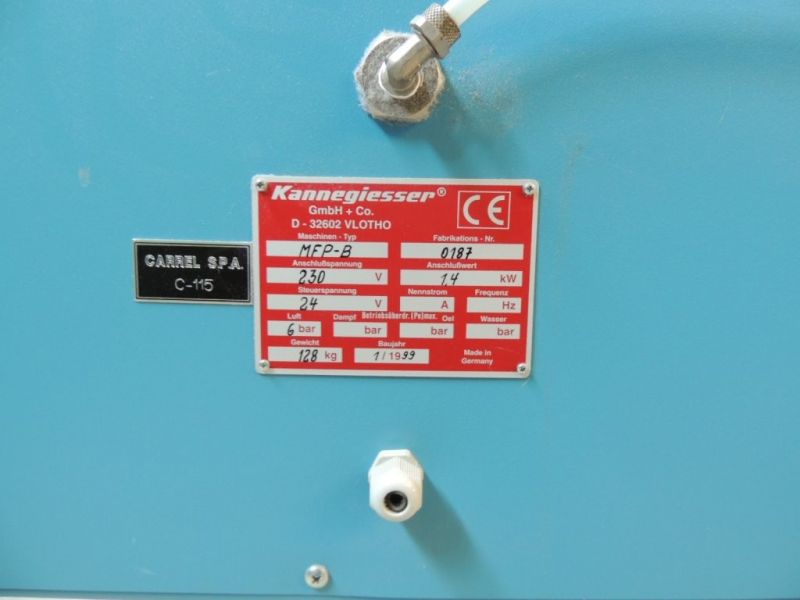 Kannegiesser®
GmbH + Co.
D - 32602 VLOTHO
CE
Maschinen - Typ
MFP-B
Fabrikations - Nr.
0187
Anschlußspannung
230 V
Anschlußwert
1,4 kW
Steuerspannung
24 V
Nennstrom
A
Frequenz
Hz
Luft Dampf Betriebsüberdr. (Pe)max. Oel Wasser
6 bar bar bar bar
Gewicht
128 kg
Baujahr
1 / 1999
Made in
Germany
CARREL S.P.A.
C-115